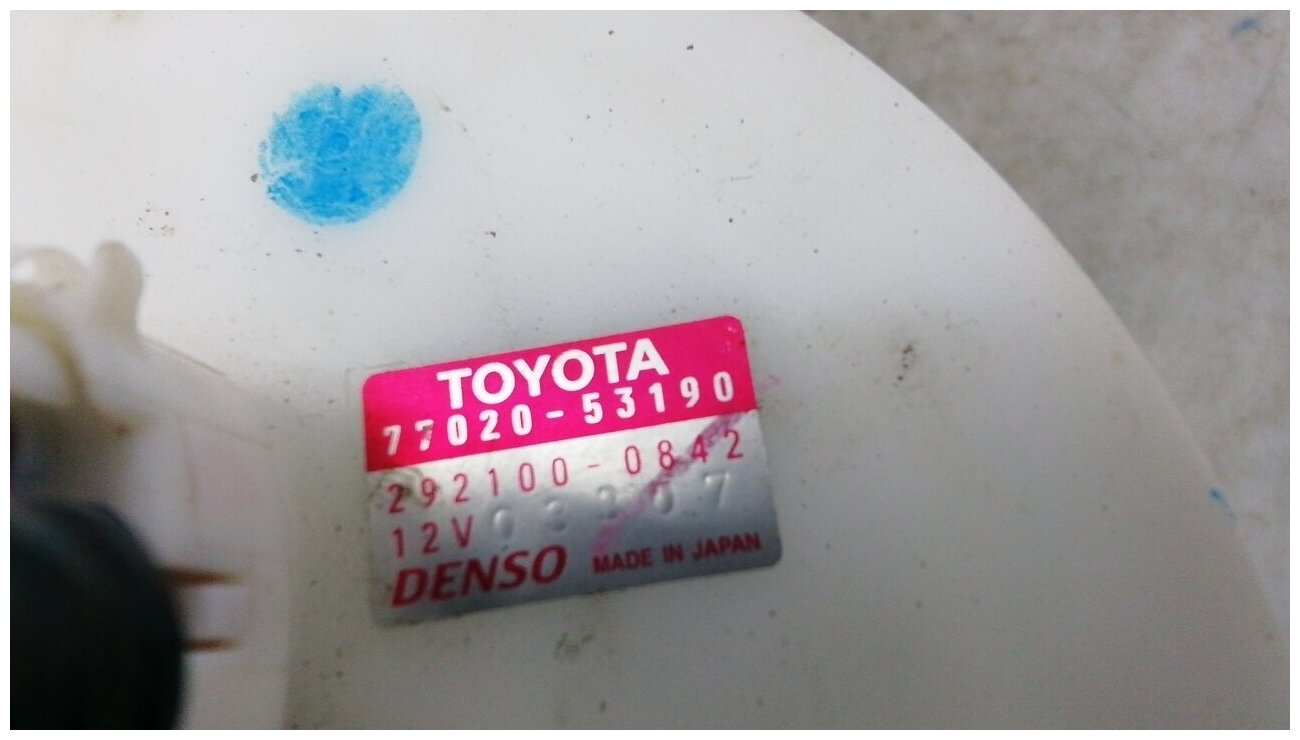 TOYOTA
77020-53190
292100-0842
12V
DENSO MADE IN JAPAN